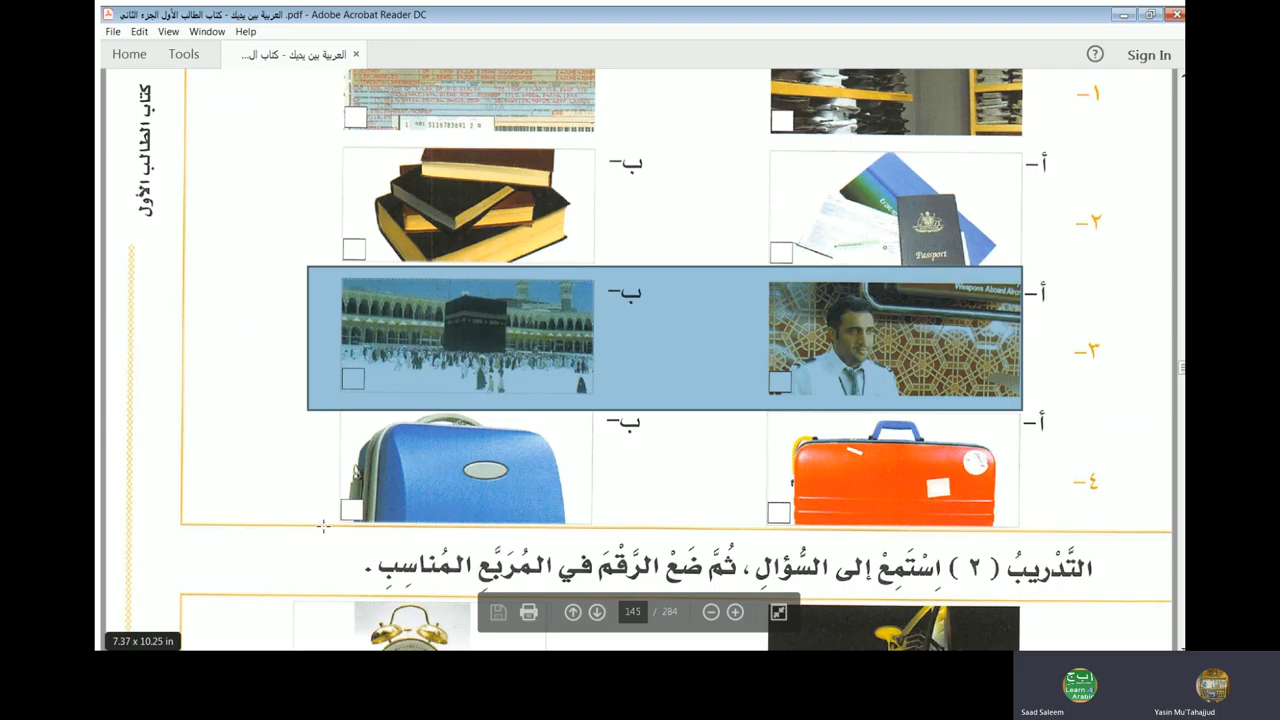 العربية بين يديك - كتاب الطالب الأول الجزء الثاني .pdf - Adobe Acrobat Reader DC
File Edit View Window Help
Home Tools العربية بين يديك - كتاب ال... × Sign In
كتاب الطالب الأول
١-
٢-
أ-
ب-
Passport
٣-
أ-
ب-
Weapons Aboard
٤-
أ-
ب-
التَّدْريبُ ( ٢ ) اِسْتَمِعْ إلى السُّؤالِ ، ثُمَّ ضَعْ الرَّقْمَ في المُرَبَّعِ المُناسِبِ .
145 / 284
7.37 x 10.25 in
أ ب ج
Learn
Arabic
Saad Saleem
Yasin Mu'Tahajjud